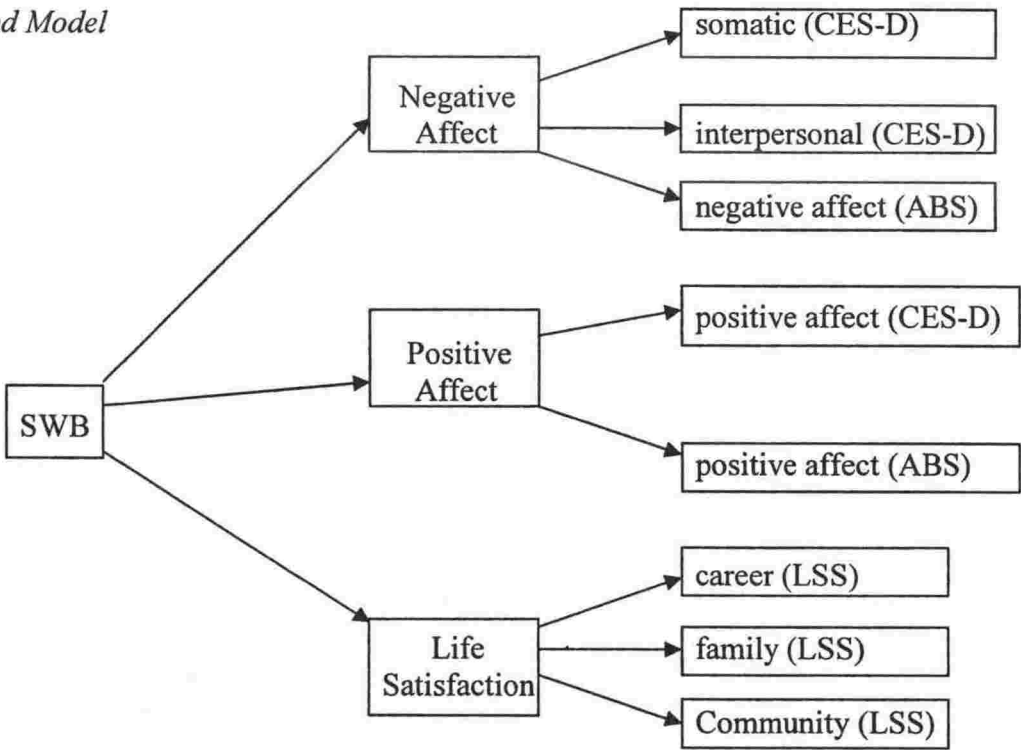 Model
somatic (CES-D)
Negative
Affect
interpersonal (CES-D)
negative affect (ABS)
positive affect (CES-D)
Positive
Affect
SWB
positive affect (ABS)
career (LSS)
Life
Satisfaction
family (LSS)
Community (LSS)